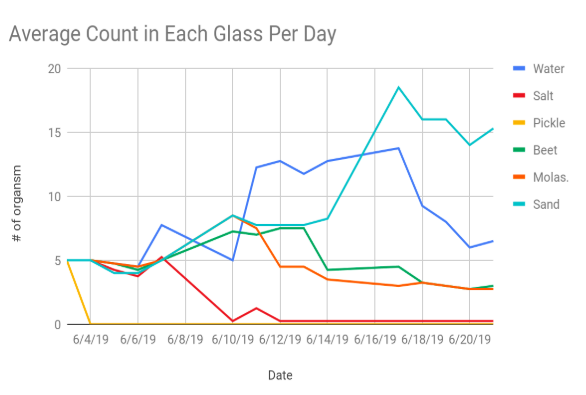 Average Count in Each Glass Per Day
20
15
10
5
0
# of organsm
6/4/19 6/6/19 6/8/19 6/10/19 6/12/19 6/14/19 6/16/19 6/18/19 6/20/19
Date
Water
Salt
Pickle
Beet
Molas.
Sand